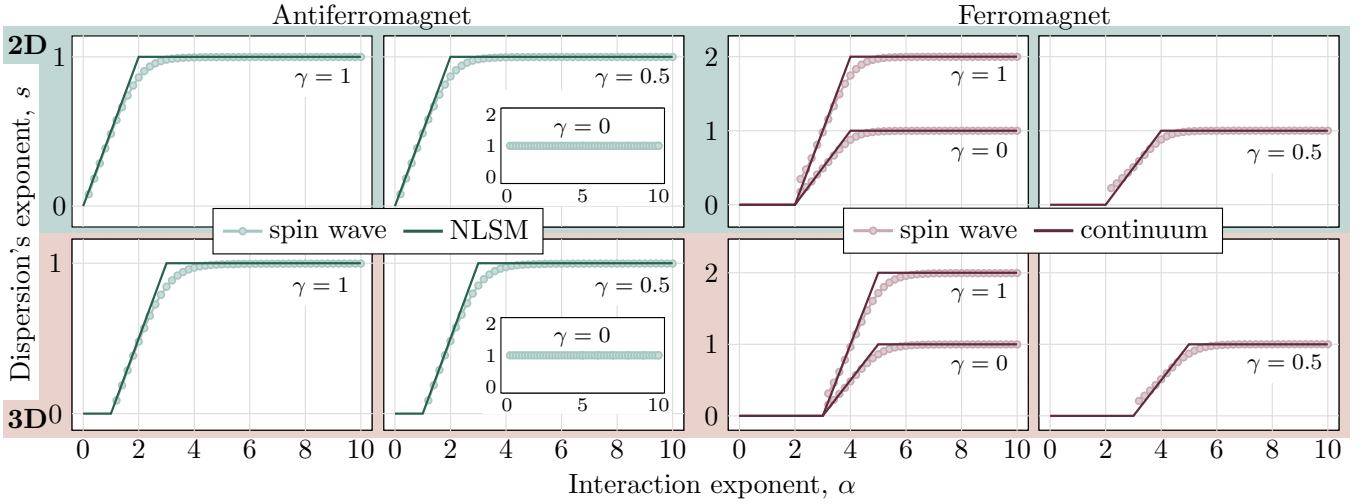 Antiferromagnet
Ferromagnet
2D
Dispersion's exponent, s
3D
1
0
γ = 1
γ = 0.5
2
1
0
γ = 0
0 5 10
2
1
0
γ = 1
γ = 0
γ = 0.5
spin wave NLSM
spin wave continuum
1
0
γ = 1
γ = 0.5
2
1
0
γ = 0
0 5 10
2
1
0
γ = 1
γ = 0
γ = 0.5
0 2 4 6 8 10 0 2 4 6 8 10 0 2 4 6 8 10 0 2 4 6 8 10
Interaction exponent, α